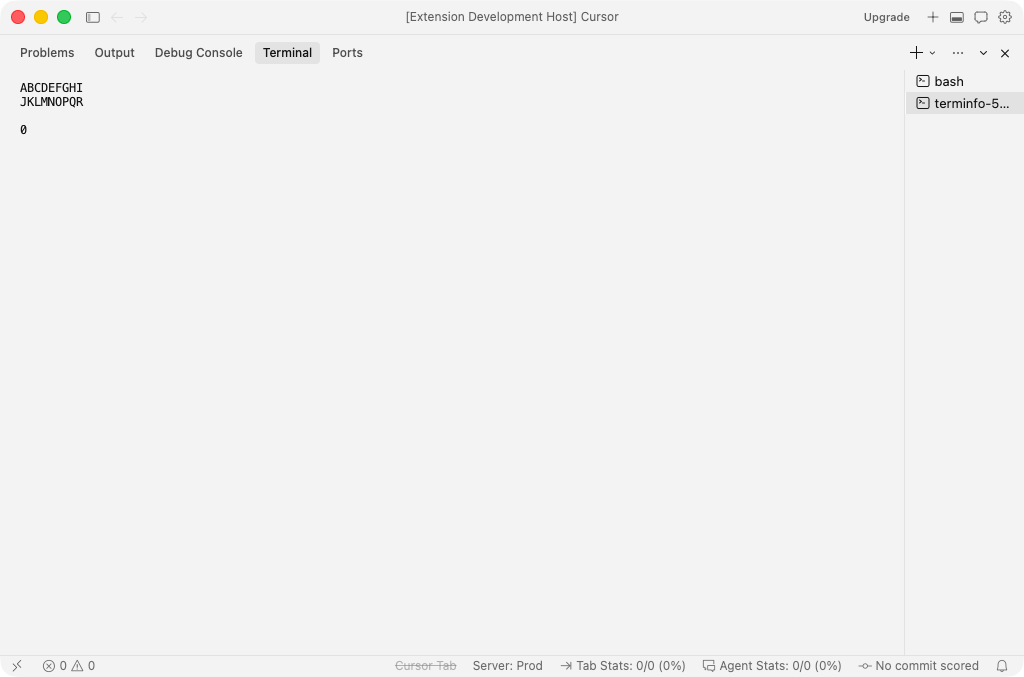 [Extension Development Host] Cursor
Upgrade
Problems Output Debug Console Terminal Ports
ABCDEFGHI
JKLMNOPQR
0
bash
terminfo-5...
0 0 Cursor Tab Server: Prod Tab Stats: 0/0 (0%) Agent Stats: 0/0 (0%) No commit scored